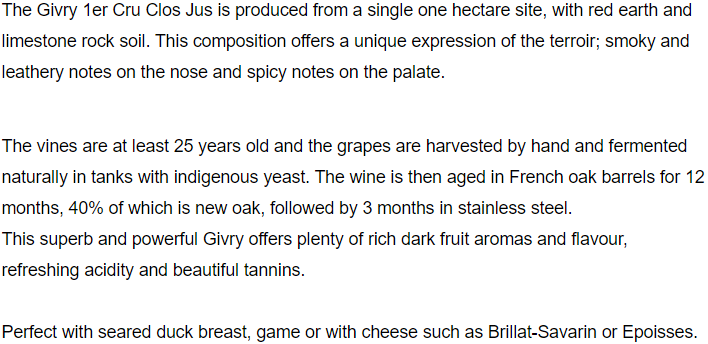 The Givry 1er Cru Clos Jus is produced from a single one hectare site, with red earth and
limestone rock soil. This composition offers a unique expression of the terroir; smoky and
leathery notes on the nose and spicy notes on the palate.
The vines are at least 25 years old and the grapes are harvested by hand and fermented
naturally in tanks with indigenous yeast. The wine is then aged in French oak barrels for 12
months, 40% of which is new oak, followed by 3 months in stainless steel.
This superb and powerful Givry offers plenty of rich dark fruit aromas and flavour,
refreshing acidity and beautiful tannins.
Perfect with seared duck breast, game or with cheese such as Brillat-Savarin or Epoisses.